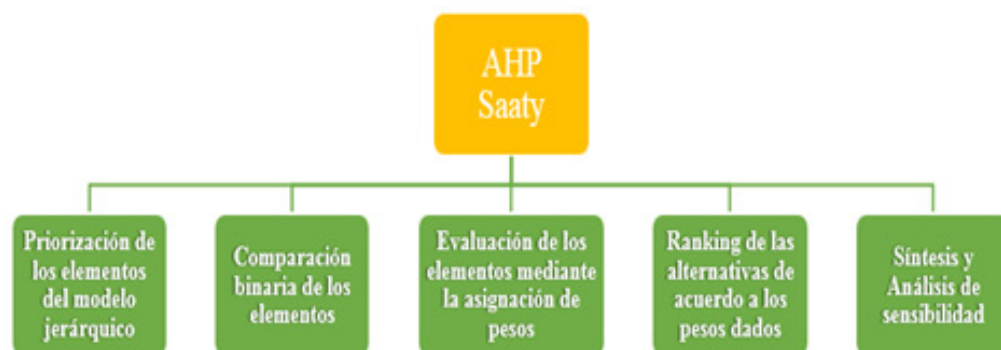 AHP
Saaty
Priorización de
los elementos
del modelo
jerárquico
Comparación
binaria de los
elementos
Evaluación de los
elementos mediante
la asignación de
pesos
Ranking de las
alternativas de
acuerdo a los
pesos dados
Síntesis y
Análisis de
sensibilidad